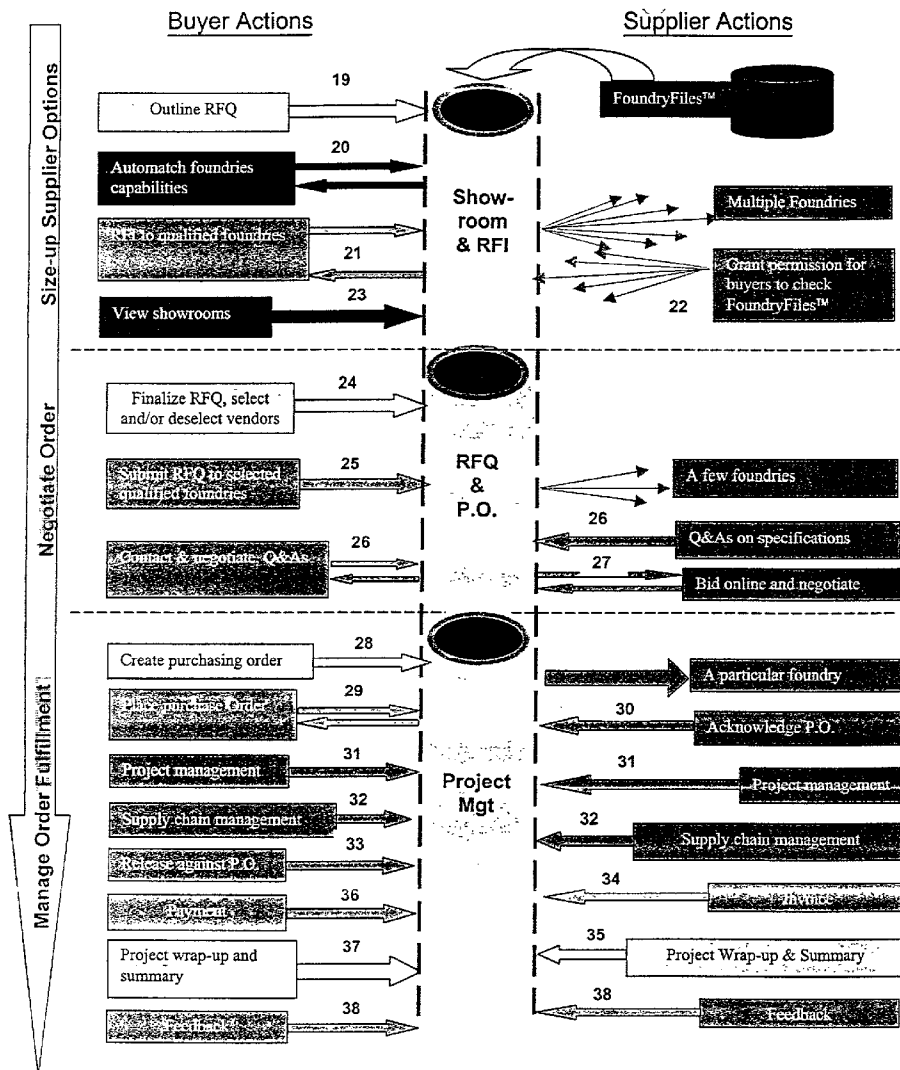 Buyer Actions
Supplier Actions
Size-up Supplier Options
19
Outline RFQ
FoundryFiles™
20
Automatch foundries
capabilities
Show-
room
& RFI
Multiple Foundries
RFI to qualified foundries
21
Grant permission for
buyers to check
FoundryFiles™
22
23
View showrooms
Negotiate Order
24
Finalize RFQ, select
and/or deselect vendors
RFQ
&
P.O.
25
Submit RFQ to selected
qualified foundries
A few foundries
26
Q&As on specifications
26
Contact & negotiate Q&As
27
Bid online and negotiate
Manage Order Fulfillment
28
Create purchasing order
A particular foundry
29
Place purchase Order
30
Acknowledge P.O.
Project
Mgt
31
Project management
31
Project management
32
Supply chain management
32
Supply chain management
33
Release against P.O.
34
Invoice
36
Payment
35
Project Wrap-up & Summary
37
Project wrap-up and
summary
38
Feedback
38
Feedback